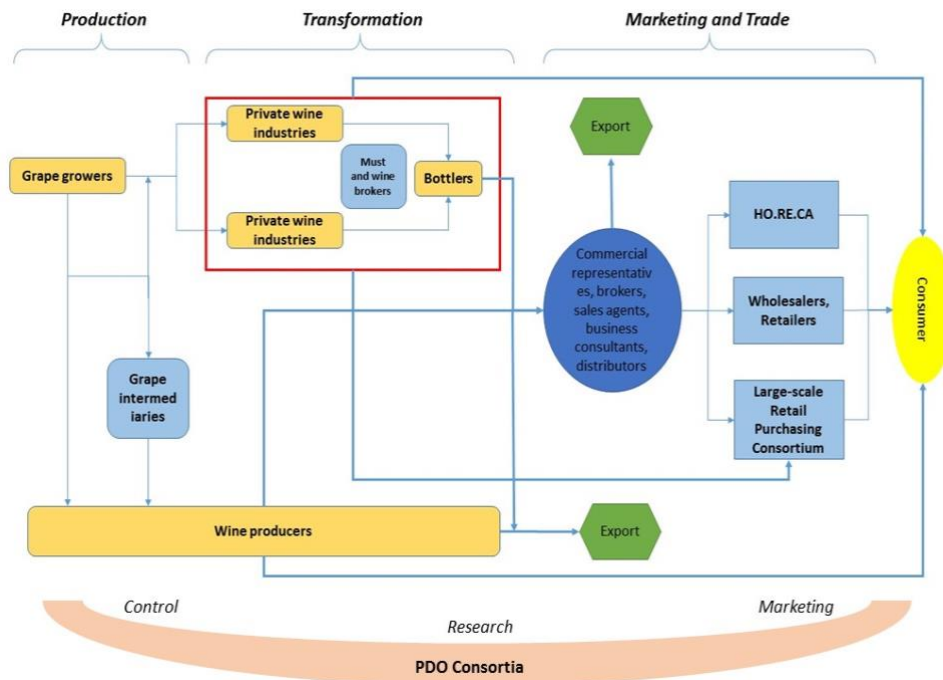 Production
Transformation
Marketing and Trade
Private wine
industries
Export
Grape growers
Must
and wine
brokers
Bottlers
HO.RE.CA
Private wine
industries
Commercial
representativ
es, brokers,
sales agents,
business
consultants,
distributors
Wholesalers,
Retailers
Consumer
Grape
intermed
iaries
Large-scale
Retail
Purchasing
Consortium
Wine producers
Export
Control
Research
Marketing
PDO Consortia